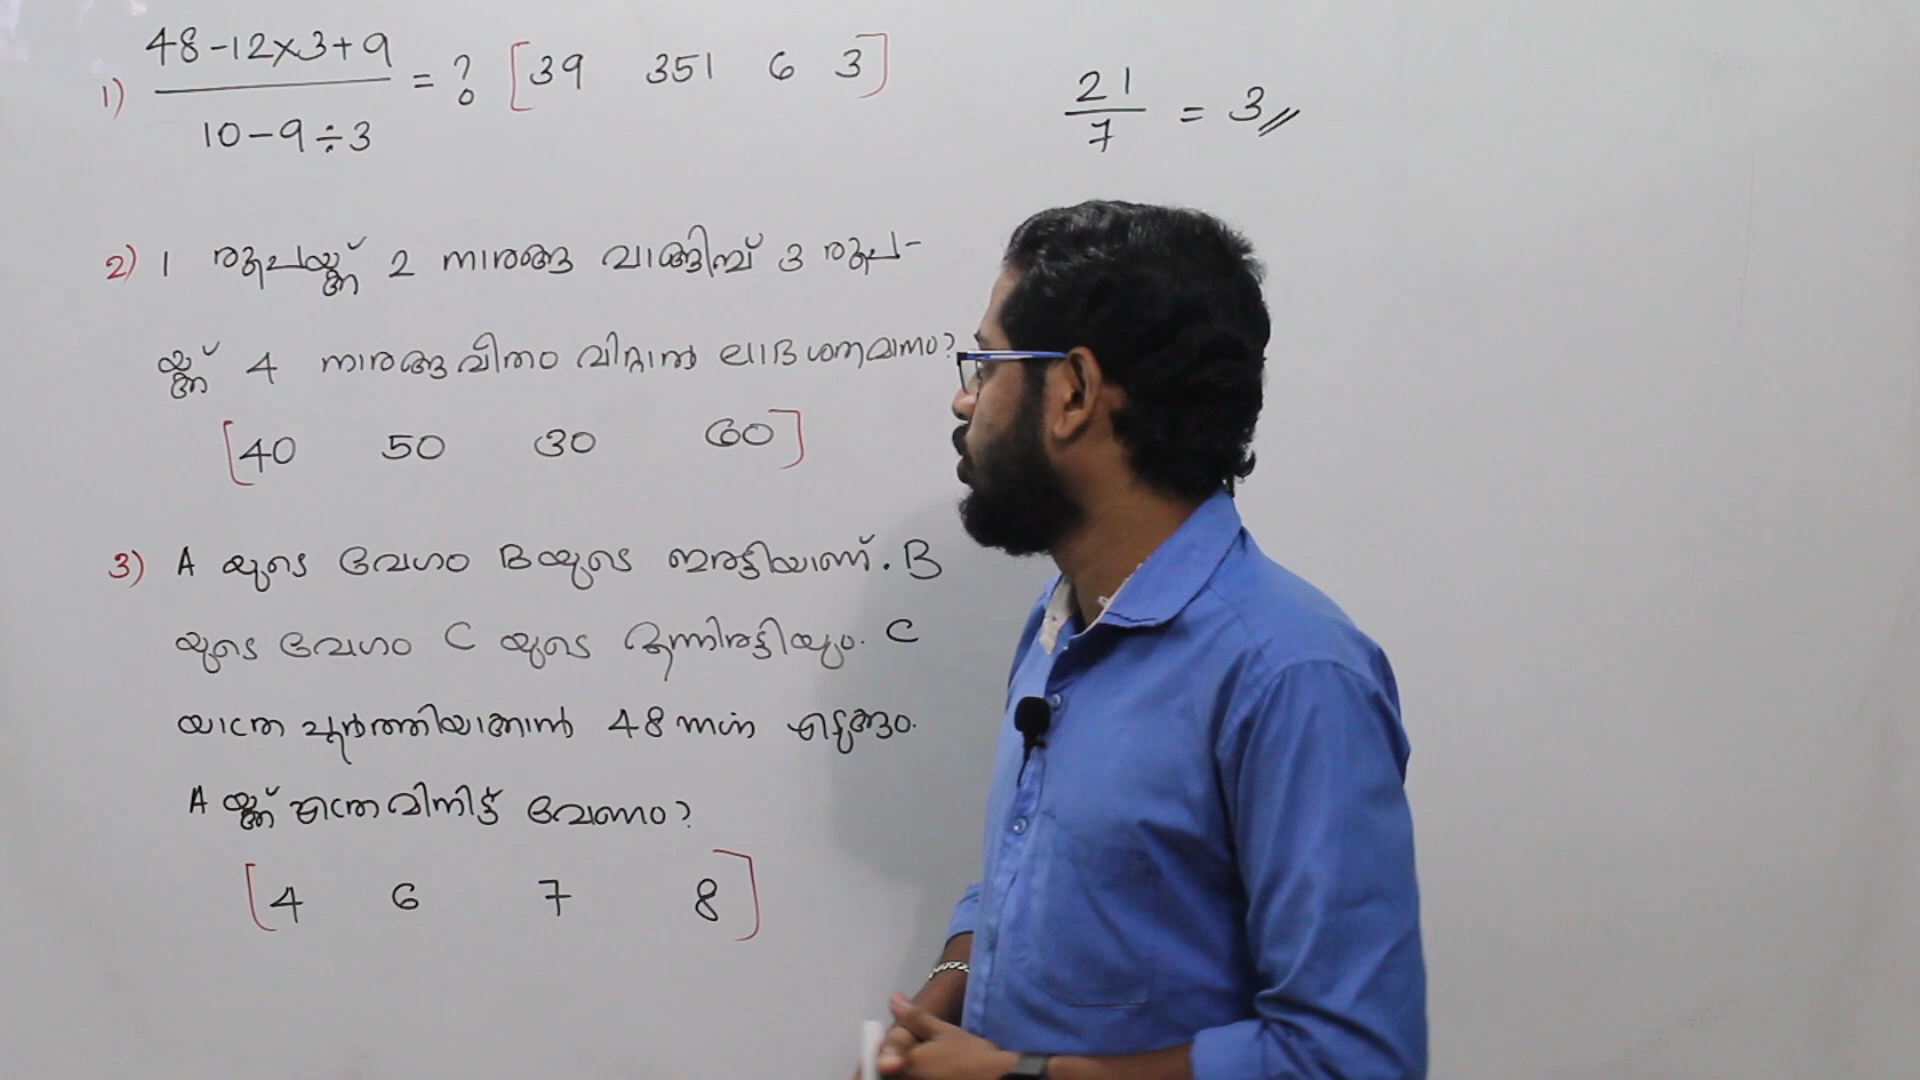 1) 48-12×3+9 / 10-9÷3 = ? [39 351 6 3]
21/7 = 3
2) 1 രൂപയ്ക്ക് 2 നാരങ്ങ വാങ്ങിച്ച് 3 രൂപ-
യ്ക്ക് 4 നാരങ്ങ വീതം വിറ്റാൽ ലാഭശതമാനം?
[40 50 30 60]
3) A യുടെ വേഗം B യുടെ ഇരട്ടിയാണ്. B
യുടെ വേഗം C യുടെ മൂന്നിരട്ടിയും. C
യാത്ര പൂർത്തിയാക്കാൻ 48 mn എടുക്കും.
A യ്ക്ക് എത്ര മിനിട്ട് വേണം?
[4 6 7 8]